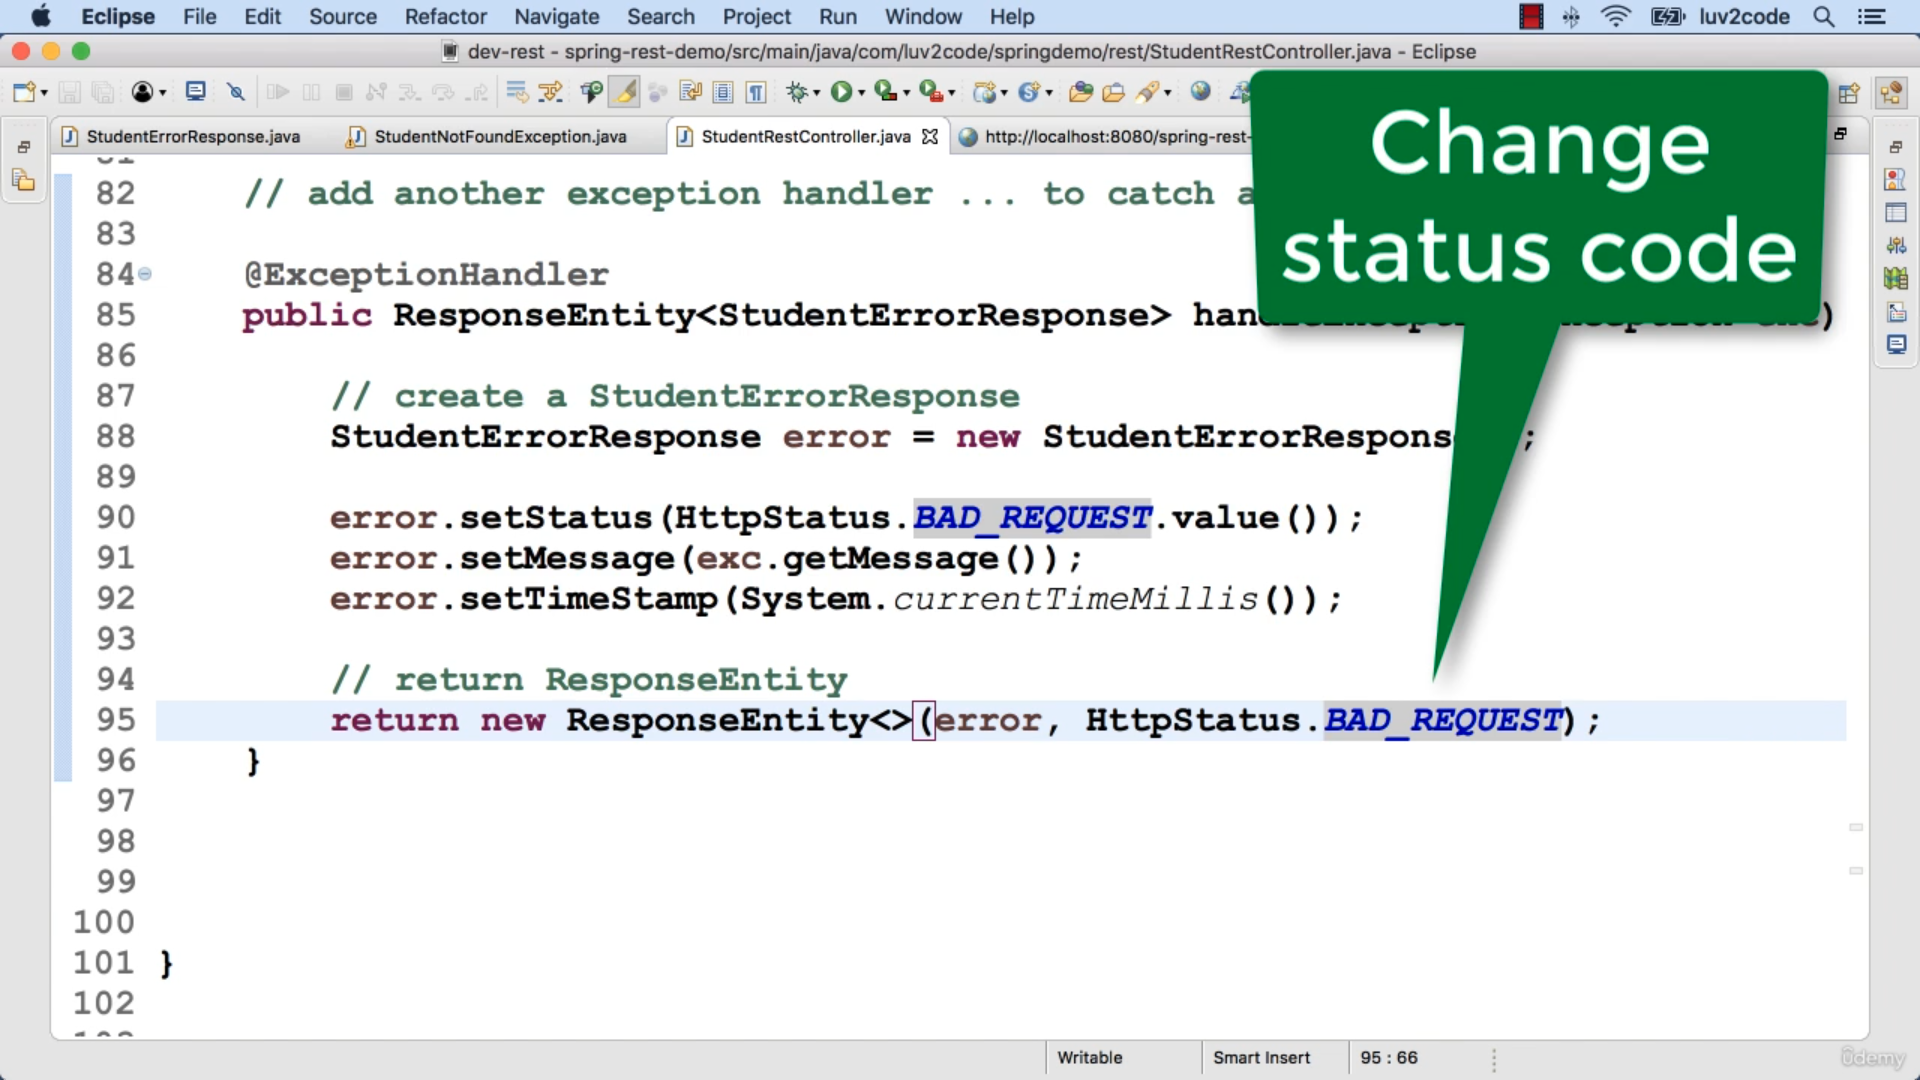 Eclipse File Edit Source Refactor Navigate Search Project Run Window Help luv2code
dev-rest - spring-rest-demo/src/main/java/com/luv2code/springdemo/rest/StudentRestController.java - Eclipse
StudentErrorResponse.java StudentNotFoundException.java StudentRestController.java http://localhost:8080/spring-rest-
Change
status code
82 // add another exception handler ... to catch a
83
84 @ExceptionHandler
85 public ResponseEntity<StudentErrorResponse>
86
87 // create a StudentErrorResponse
88 StudentErrorResponse error = new StudentErrorRespons ;
89
90 error.setStatus(HttpStatus.BAD_REQUEST.value());
91 error.setMessage(exc.getMessage());
92 error.setTimeStamp(System.currentTimeMillis());
93
94 // return ResponseEntity
95 return new ResponseEntity<>(error, HttpStatus.BAD_REQUEST);
96 }
97
98
99
100
101 }
102
Writable Smart Insert 95 : 66
ûdemy